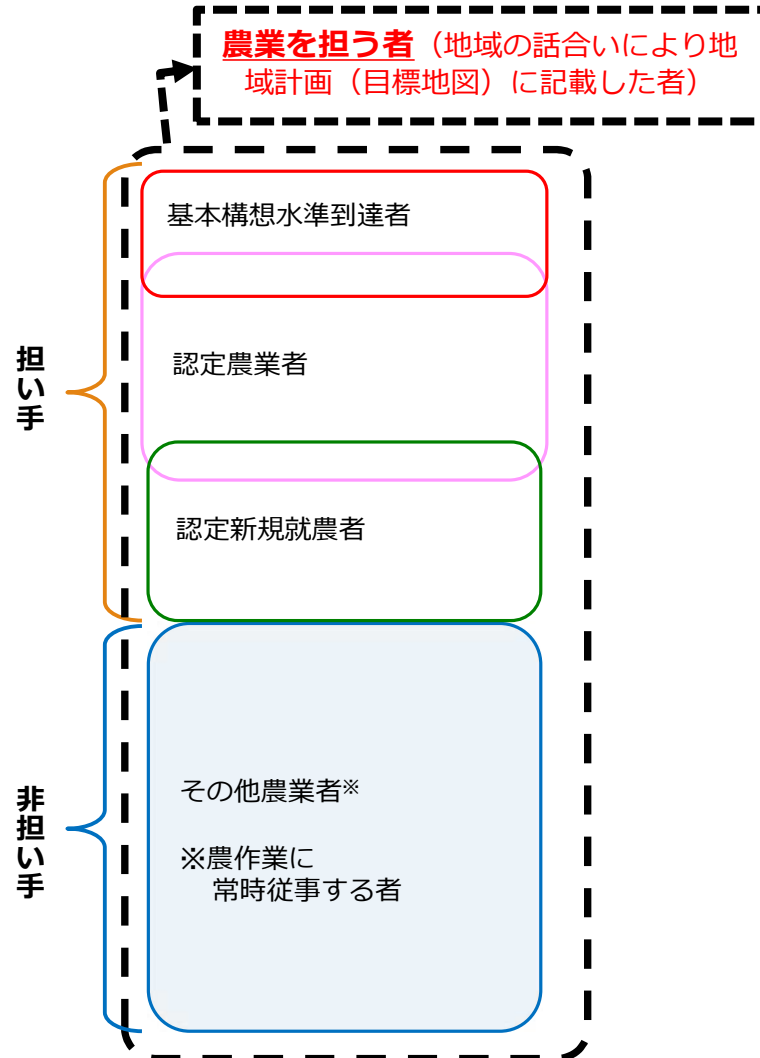 農業を担う者（地域の話合いにより地
域計画（目標地図）に記載した者）
担い手
基本構想水準到達者
認定農業者
認定新規就農者
非担い手
その他農業者※
※農作業に
常時従事する者